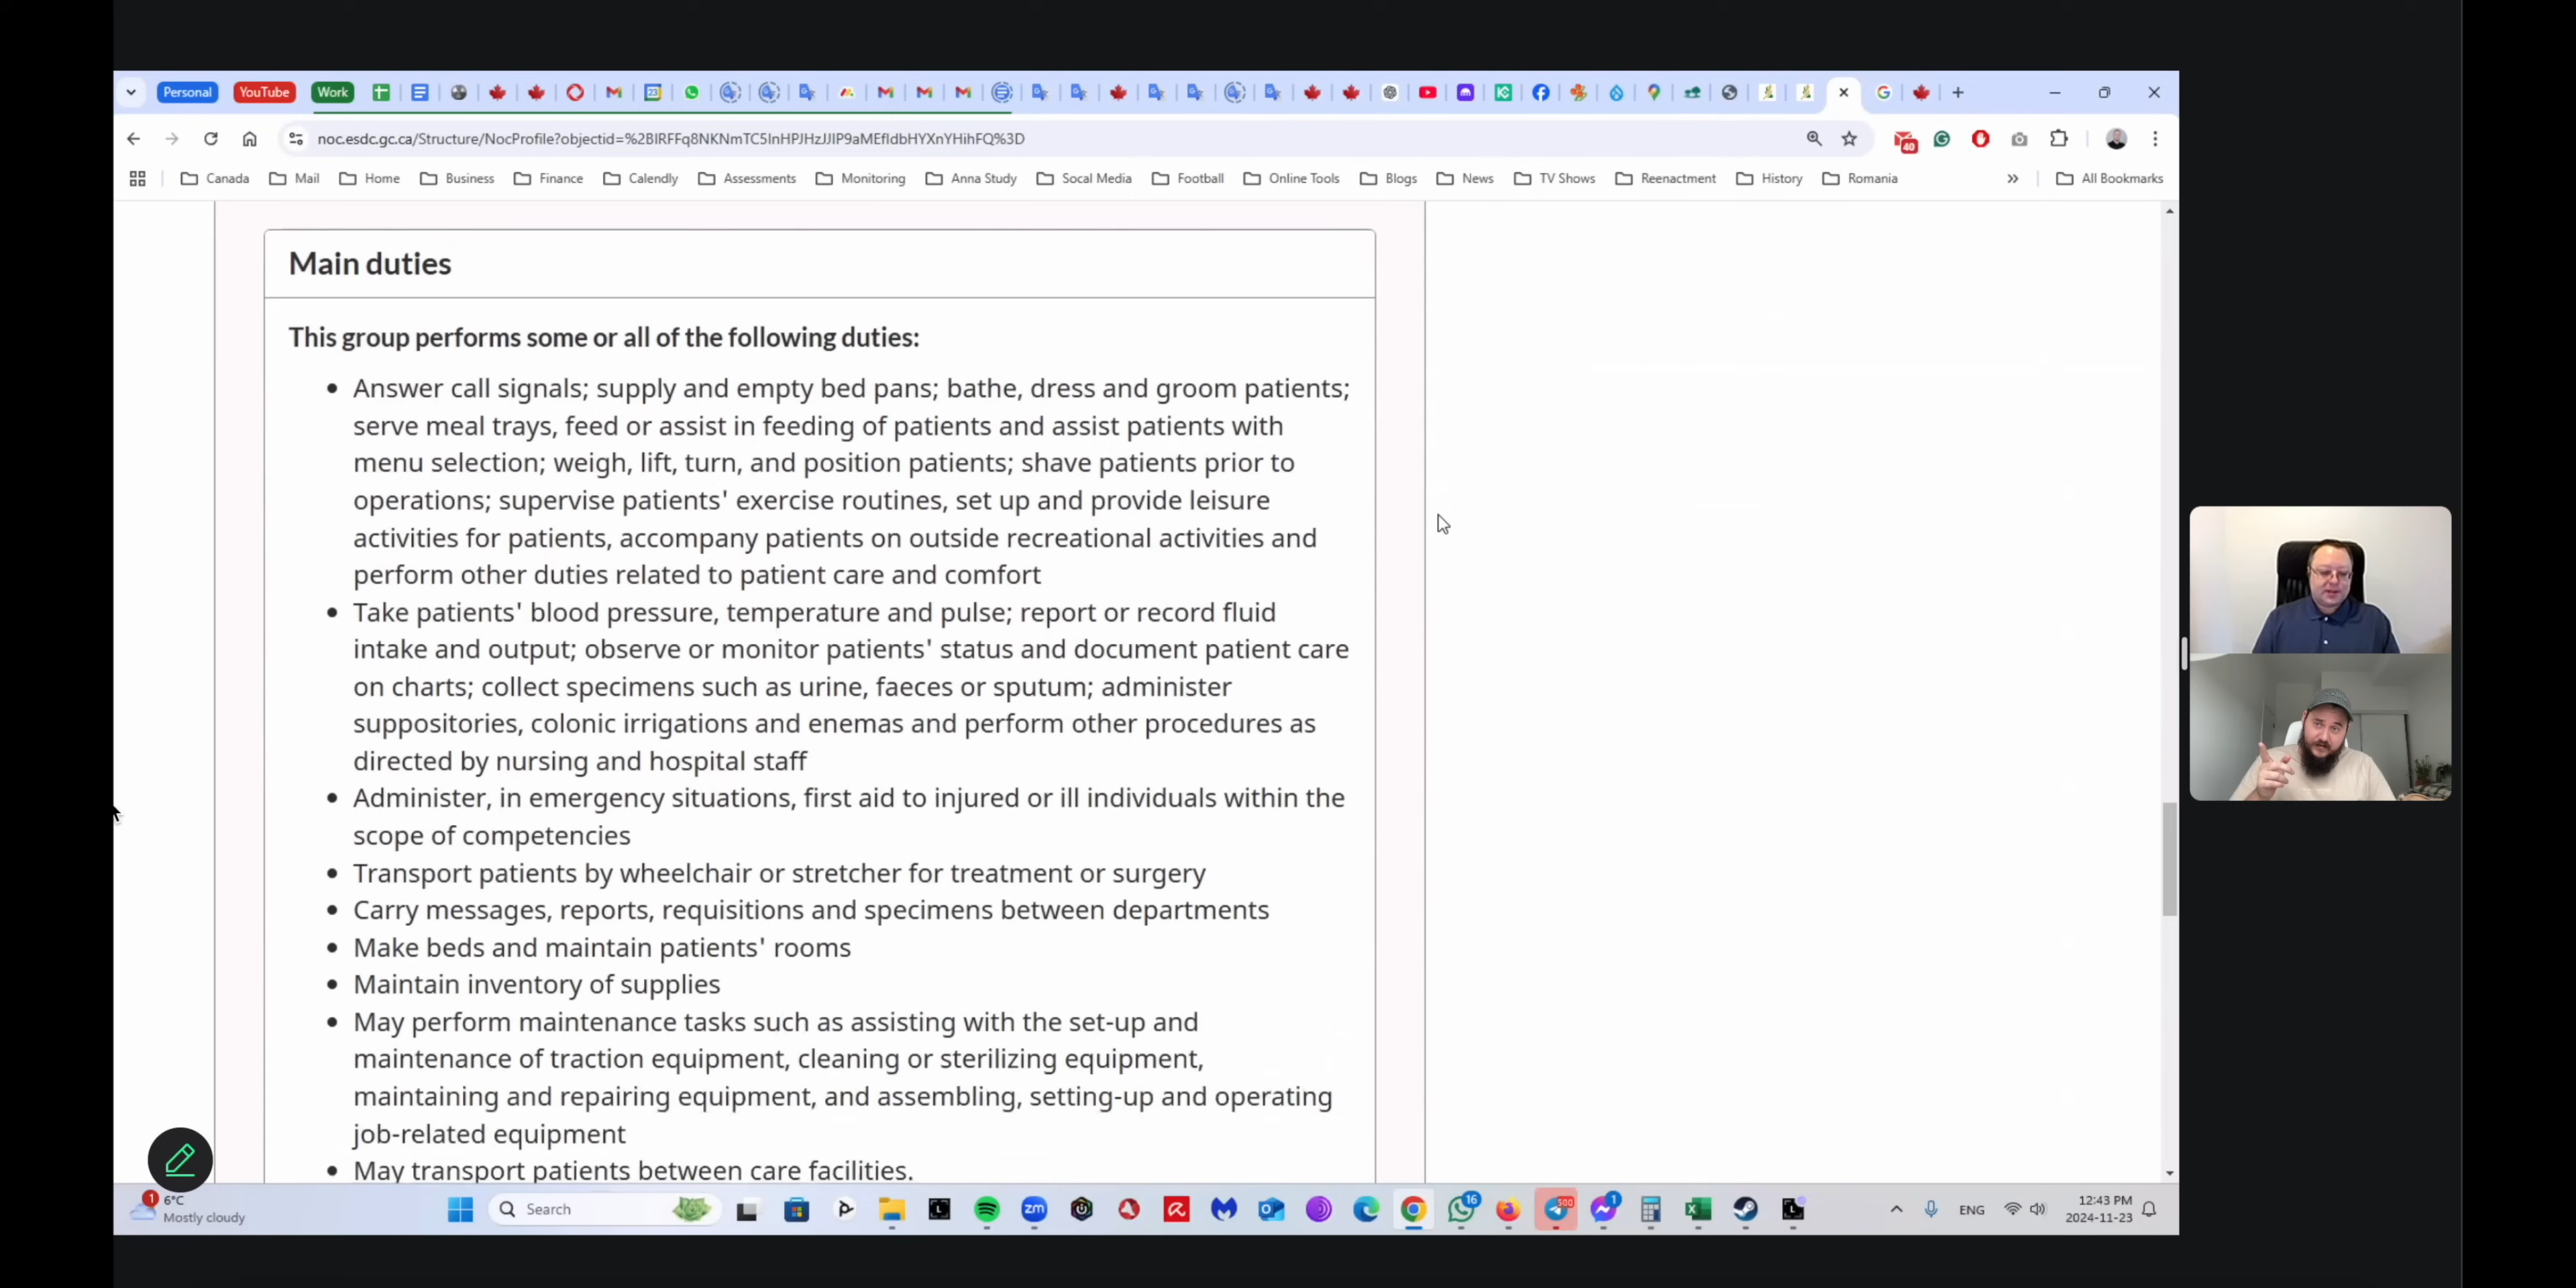 Personal YouTube Work
noc.esdc.gc.ca/Structure/NocProfile?objectid=%2BIRFFq8NKNmTC5InHPJHzJJlP9aMEfIdbHYXnYHihFQ%3D
40
Canada Mail Home Business Finance Calendly Assessments Monitoring Anna Study Socal Media Football Online Tools Blogs News TV Shows Reenactment History Romania » All Bookmarks
Main duties
This group performs some or all of the following duties:
• Answer call signals; supply and empty bed pans; bathe, dress and groom patients;
serve meal trays, feed or assist in feeding of patients and assist patients with
menu selection; weigh, lift, turn, and position patients; shave patients prior to
operations; supervise patients' exercise routines, set up and provide leisure
activities for patients, accompany patients on outside recreational activities and
perform other duties related to patient care and comfort
• Take patients' blood pressure, temperature and pulse; report or record fluid
intake and output; observe or monitor patients' status and document patient care
on charts; collect specimens such as urine, faeces or sputum; administer
suppositories, colonic irrigations and enemas and perform other procedures as
directed by nursing and hospital staff
• Administer, in emergency situations, first aid to injured or ill individuals within the
scope of competencies
• Transport patients by wheelchair or stretcher for treatment or surgery
• Carry messages, reports, requisitions and specimens between departments
• Make beds and maintain patients' rooms
• Maintain inventory of supplies
• May perform maintenance tasks such as assisting with the set-up and
maintenance of traction equipment, cleaning or sterilizing equipment,
maintaining and repairing equipment, and assembling, setting-up and operating
job-related equipment
• May transport patients between care facilities.
1
6°C
Mostly cloudy
Search
zm
16
500
1
ENG
12:43 PM
2024-11-23